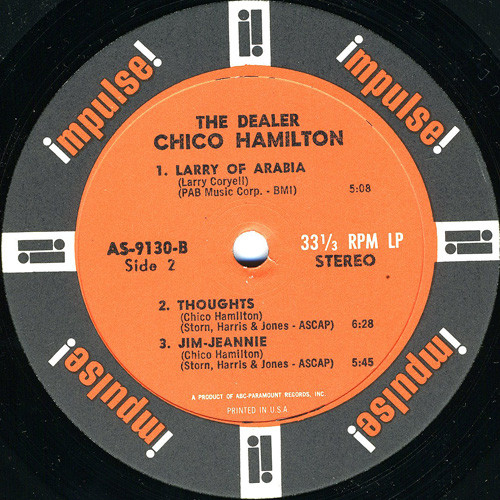 impulse!
impulse!
THE DEALER
CHICO HAMILTON
1. LARRY OF ARABIA
(Larry Coryell)
(PAB Music Corp. - BMI) 5:08
AS-9130-B
Side 2
33 1/3 RPM LP
STEREO
2. THOUGHTS
(Chico Hamilton)
(Storn, Harris & Jones - ASCAP) 6:28
3. JIM-JEANNIE
(Chico Hamilton)
(Storn, Harris & Jones - ASCAP) 5:45
A PRODUCT OF ABC-PARAMOUNT RECORDS, INC.
PRINTED IN U.S.A.
impulse!
impulse!